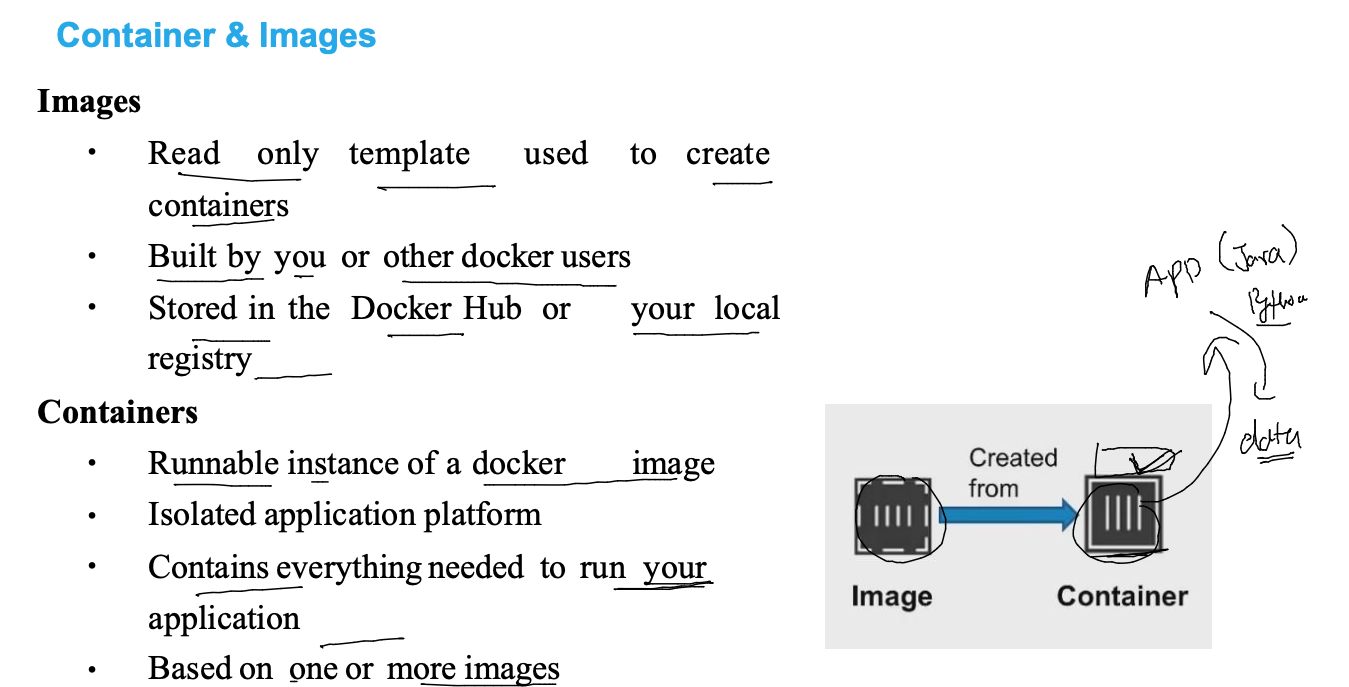 Container & Images
Images
• Read only template used to create
containers
• Built by you or other docker users
• Stored in the Docker Hub or your local
registry
Containers
• Runnable instance of a docker image
• Isolated application platform
• Contains everything needed to run your
application
• Based on one or more images
App (Java)
data
Created
from
Image
Container